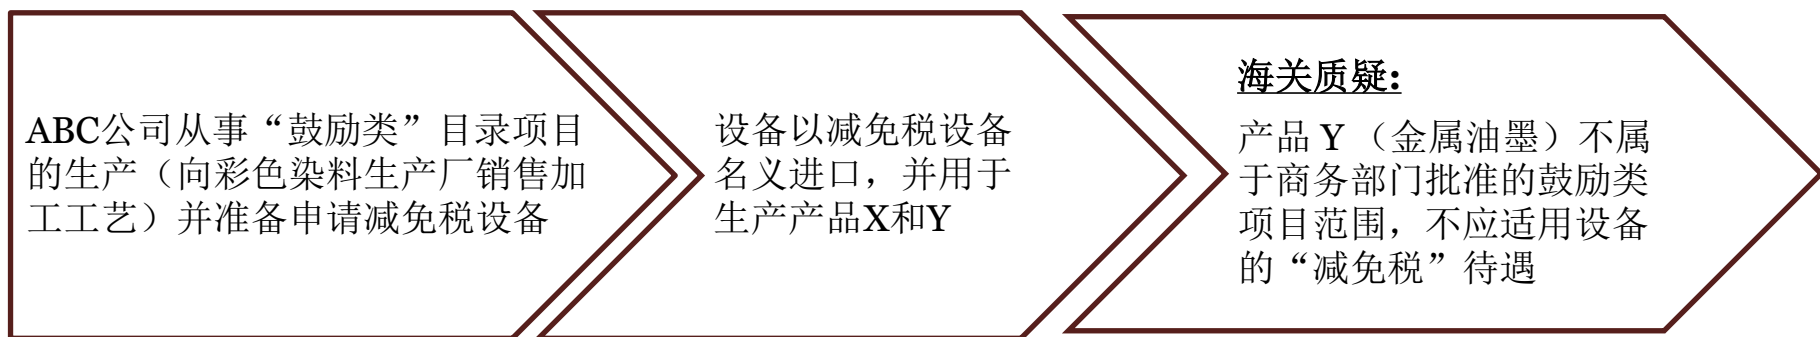 ABC公司从事“鼓励类”目录项目
的生产（向彩色染料生产厂销售加
工工艺）并准备申请减免税设备
设备以减免税设备
名义进口，并用于
生产产品X和Y
海关质疑:
产品 Y （金属油墨）不属
于商务部门批准的鼓励类
项目范围，不应适用设备
的“减免税”待遇